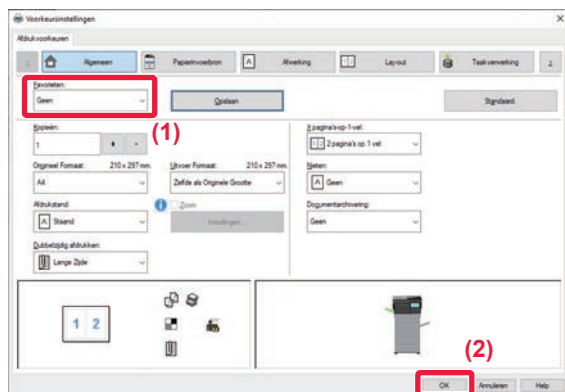 Voorkeursinstellingen
Afdrukvoorkeuren
Algemeen
Papierinvoerbron
Afwerking
Lay-out
Taakverwerking
Favorieten:
Geen
Opslaan
Standaard
(1)
Kopieën:
1
+ -
X pagina's-op-1-vel:
1 2 2 pagina's op 1 vel
Origineel Formaat: 210 x 297 mm.
A4
Uitvoer Formaat: 210 x 297 mm.
Zelfde als Originele Grootte
Nieten:
A Geen
Afdrukstand
A Staand
Zoom
Instellingen...
Documentarchivering:
Geen
Dubbelzijdig afdrukken:
Lange Zijde
1 2
(2)
OK
Annuleren
Help